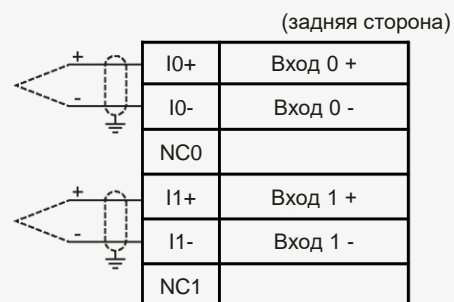 (задняя сторона)
+ I0+ Вход 0 +
- I0- Вход 0 -
NC0
+ I1+ Вход 1 +
- I1- Вход 1 -
NC1